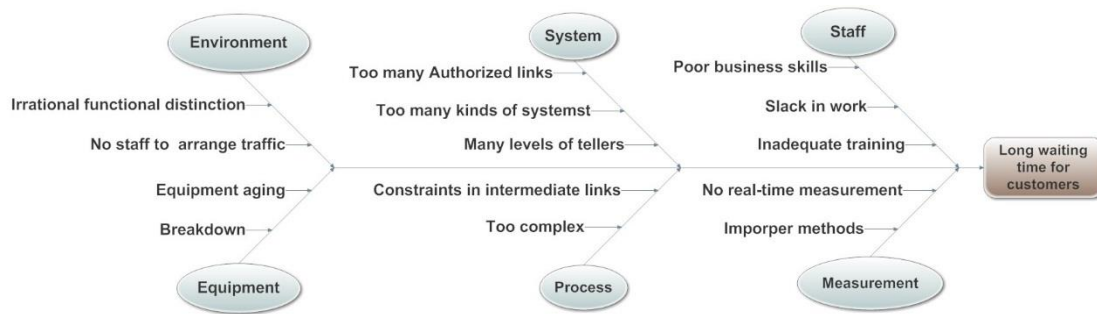 Environment
System
Staff
Too many Authorized links
Poor business skills
Irrational functional distinction
Too many kinds of systemst
Slack in work
No staff to arrange traffic
Many levels of tellers
Inadequate training
Long waiting
time for
customers
Equipment aging
Constraints in intermediate links
No real-time measurement
Breakdown
Too complex
Imporper methods
Equipment
Process
Measurement